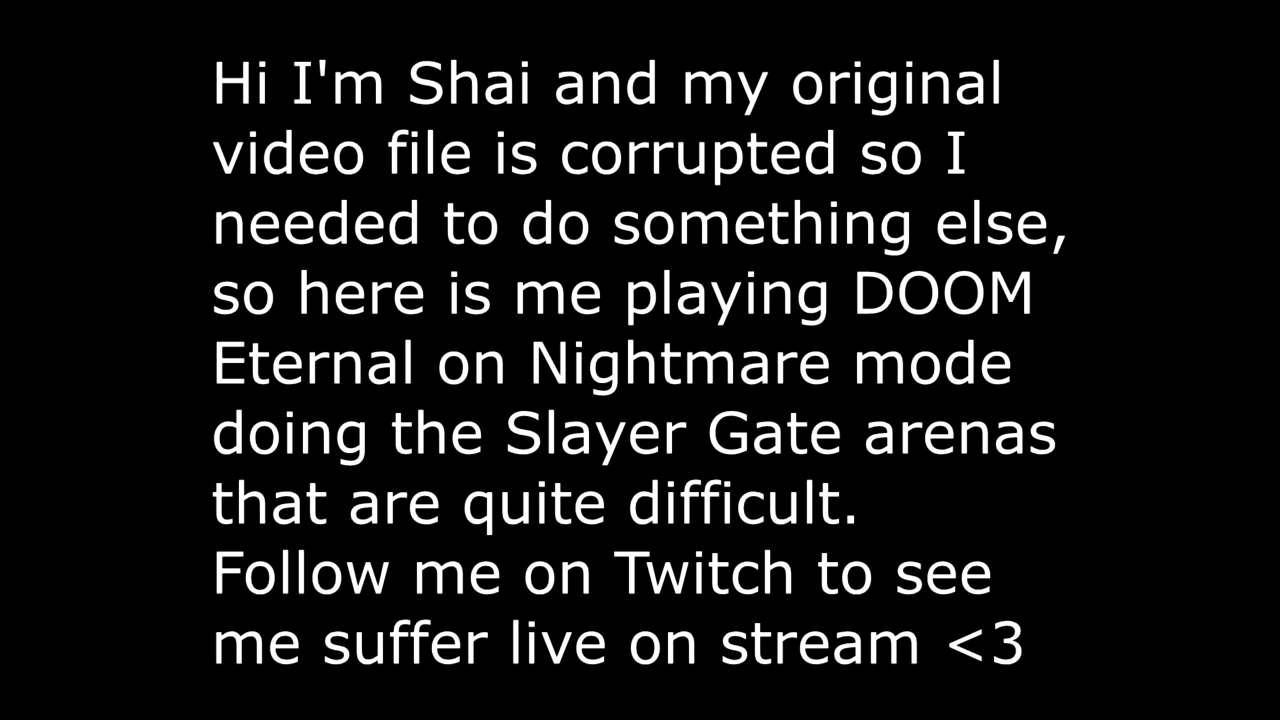 Hi I'm Shai and my original
video file is corrupted so I
needed to do something else,
so here is me playing DOOM
Eternal on Nightmare mode
doing the Slayer Gate arenas
that are quite difficult.
Follow me on Twitch to see
me suffer live on stream <3